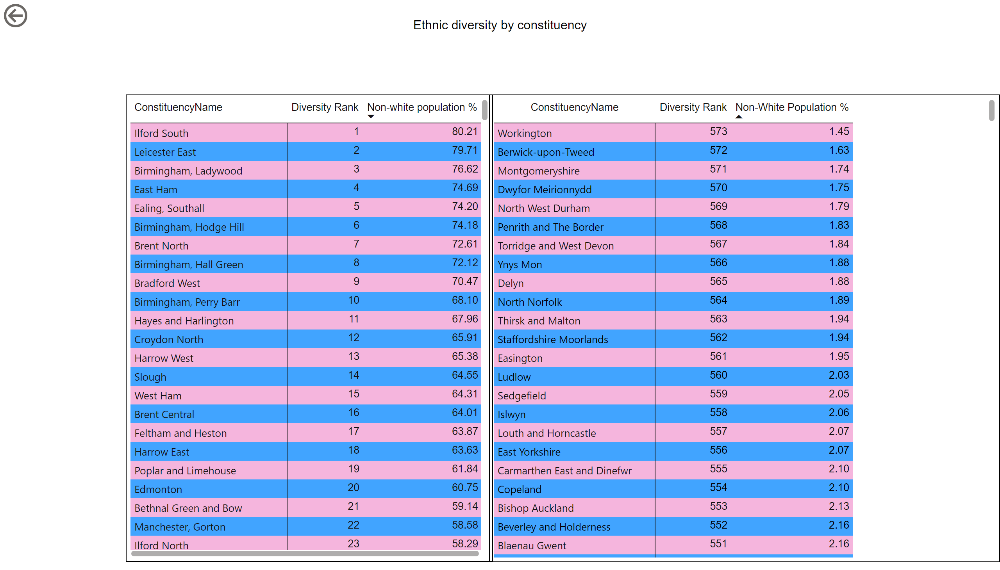 Ethnic diversity by constituency
ConstituencyName Diversity Rank Non-white population %
Ilford South 1 80.21
Leicester East 2 79.71
Birmingham, Ladywood 3 76.62
East Ham 4 74.69
Ealing, Southall 5 74.20
Birmingham, Hodge Hill 6 74.18
Brent North 7 72.61
Birmingham, Hall Green 8 72.12
Bradford West 9 70.47
Birmingham, Perry Barr 10 68.10
Hayes and Harlington 11 67.96
Croydon North 12 65.91
Harrow West 13 65.38
Slough 14 64.55
West Ham 15 64.31
Brent Central 16 64.01
Feltham and Heston 17 63.87
Harrow East 18 63.63
Poplar and Limehouse 19 61.84
Edmonton 20 60.75
Bethnal Green and Bow 21 59.14
Manchester, Gorton 22 58.58
Ilford North 23 58.29
ConstituencyName Diversity Rank Non-White Population %
Workington 573 1.45
Berwick-upon-Tweed 572 1.63
Montgomeryshire 571 1.74
Dwyfor Meirionnydd 570 1.75
North West Durham 569 1.79
Penrith and The Border 568 1.83
Torridge and West Devon 567 1.84
Ynys Mon 566 1.88
Delyn 565 1.88
North Norfolk 564 1.89
Thirsk and Malton 563 1.94
Staffordshire Moorlands 562 1.94
Easington 561 1.95
Ludlow 560 2.03
Sedgefield 559 2.05
Islwyn 558 2.06
Louth and Horncastle 557 2.07
East Yorkshire 556 2.07
Carmarthen East and Dinefwr 555 2.10
Copeland 554 2.10
Bishop Auckland 553 2.13
Beverley and Holderness 552 2.16
Blaenau Gwent 551 2.16